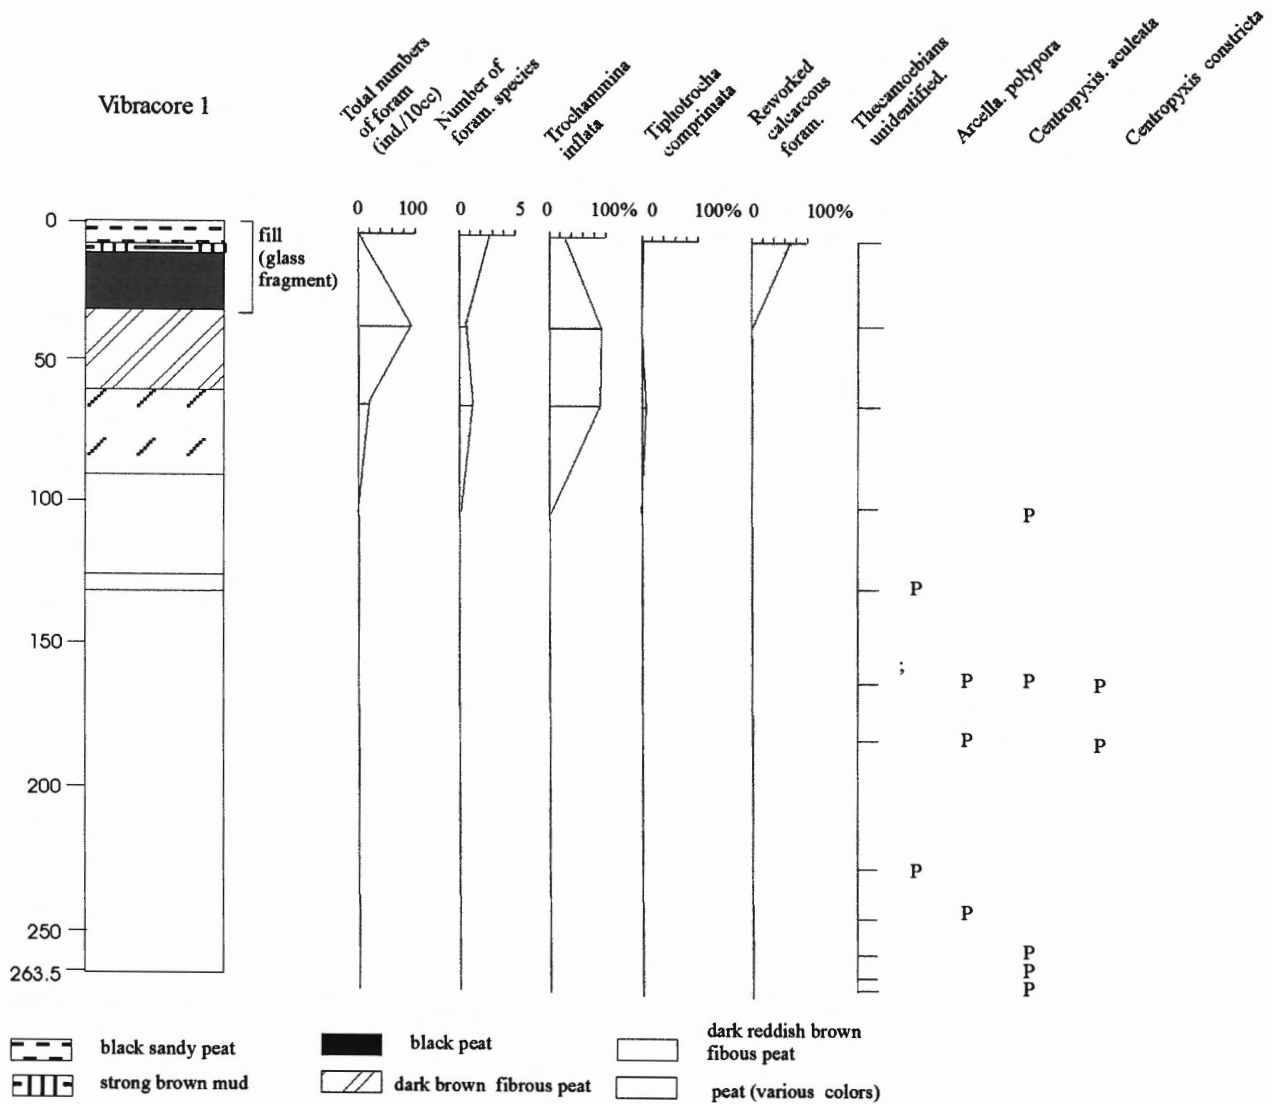 Vibracore 1
Total numbers
of foram
(ind./10cc)
Number of
foram. species
Trochammina
inflata
Tiphotrocha
comprimata
Reworked
calcarcous
foram.
Thecamoebians
unidentified.
Arcella. polypora
Centropyxis. aculeata
Centropyxis constricta
0 100 0 5 0 100% 0 100% 0 100%
0
fill
(glass
fragment)
50
100
P
P
150
;
P P P
P P
200
P
P
250
P
263.5
P
P
black sandy peat
strong brown mud
black peat
dark brown fibrous peat
dark reddish brown
fibous peat
peat (various colors)